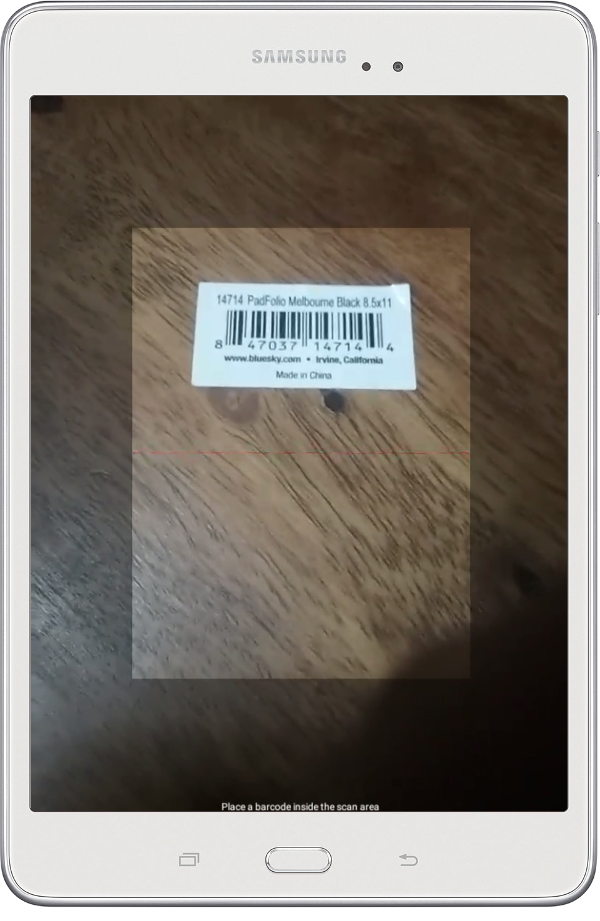 SAMSUNG
14714 PadFolio Melbourne Black 8.5x11
8 47037 14714 4
www.bluesky.com • Irvine, California
Made in China
Place a barcode inside the scan area